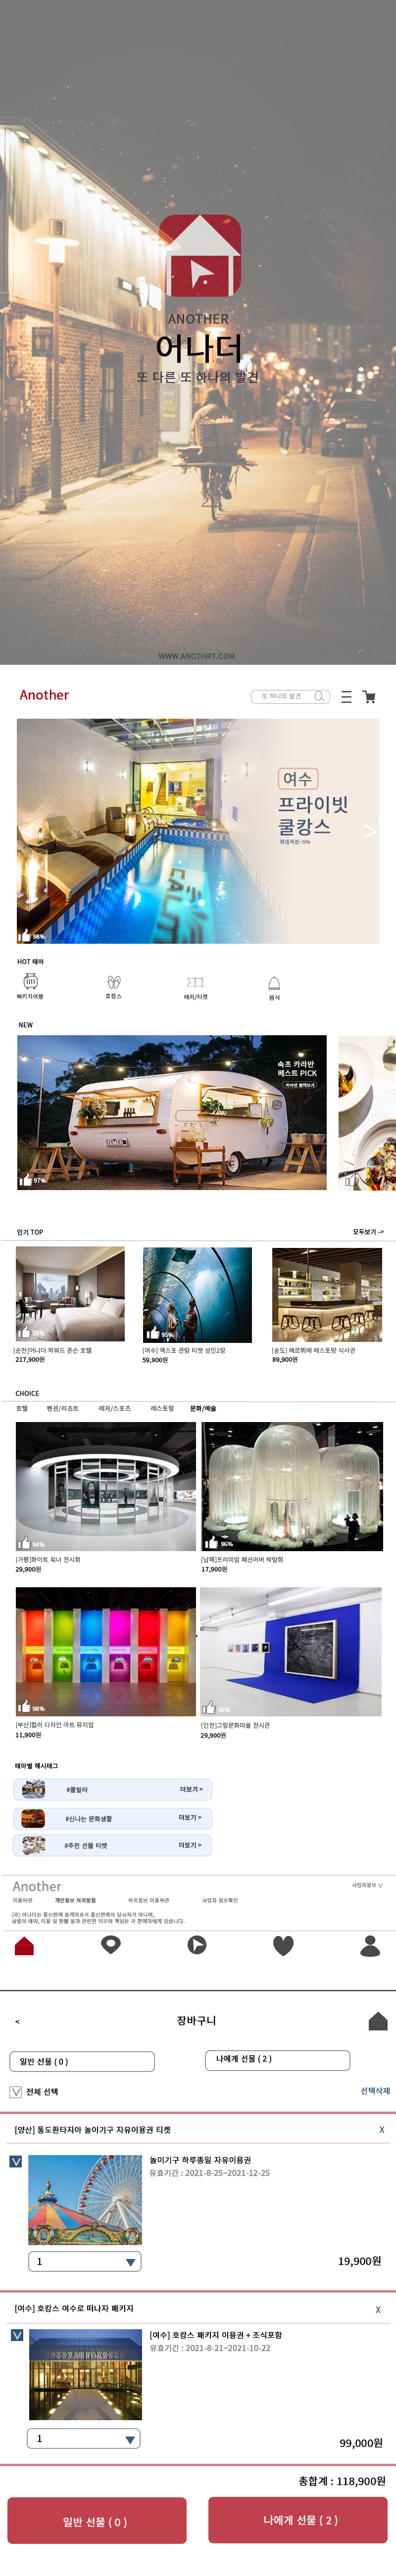 ANOTHER
어나더
또 다른 또 하나의 발견
WWW.ANOTHRT.COM
Another
또 하나의 발견
여수
프라이빗
쿨캉스
최대적립~5%
>
98%
HOT 테마
패키지여행
호캉스
레저/티켓
음식
NEW
속초 카라반
베스트 PICK
카라반 혈택보기
97%
인기 TOP
모두보기 ->
[순천]어나더 하워드 존슨 호텔
217,900원
95%
[여수] 엑스포 관람 티켓 성인2장
59,900원
[송도] 메르뷔에 레스토랑 식사권
89,900원
CHOICE
호텔
펜션/리조트
레저/스포츠
레스토랑
문화/예술
94%
[가평]화이트 워너 전시회
29,900원
96%
[남해]프리미엄 패션러버 박람회
17,900원
98%
[부산]컬러 디자인 아트 뮤지엄
11,900원
[인천]그림문화마을 전시관
29,900원
테마별 해시태그
#풀빌라
더보기 >
#신나는 문화생활
더보기 >
#추천 선물 티켓
더보기 >
Another
사업자정보 V
이용약관
개인정보 처리방침
위치정보 이용약관
사업자 정보확인
(주) 어나더는 통신판매 중개자로서 통신판매의 당사자가 아니며,
상품의 예약, 이용 및 환불 등과 관련한 의무와 책임은 각 판매자에게 있습니다.
<
장바구니
일반 선물 ( 0 )
나에게 선물 ( 2 )
V 전체 선택
선택삭제
[양산] 통도환타지아 놀이기구 자유이용권 티켓
X
V
놀이기구 하루종일 자유이용권
유효기간 : 2021-8-25~2021-12-25
1
19,900원
[여수] 호캉스 여수로 떠나자 패키지
X
V
[여수] 호캉스 패키지 이용권 + 조식포함
유효기간 : 2021-8-21~2021-10-22
1
99,000원
총합계 : 118,900원
일반 선물 ( 0 )
나에게 선물 ( 2 )